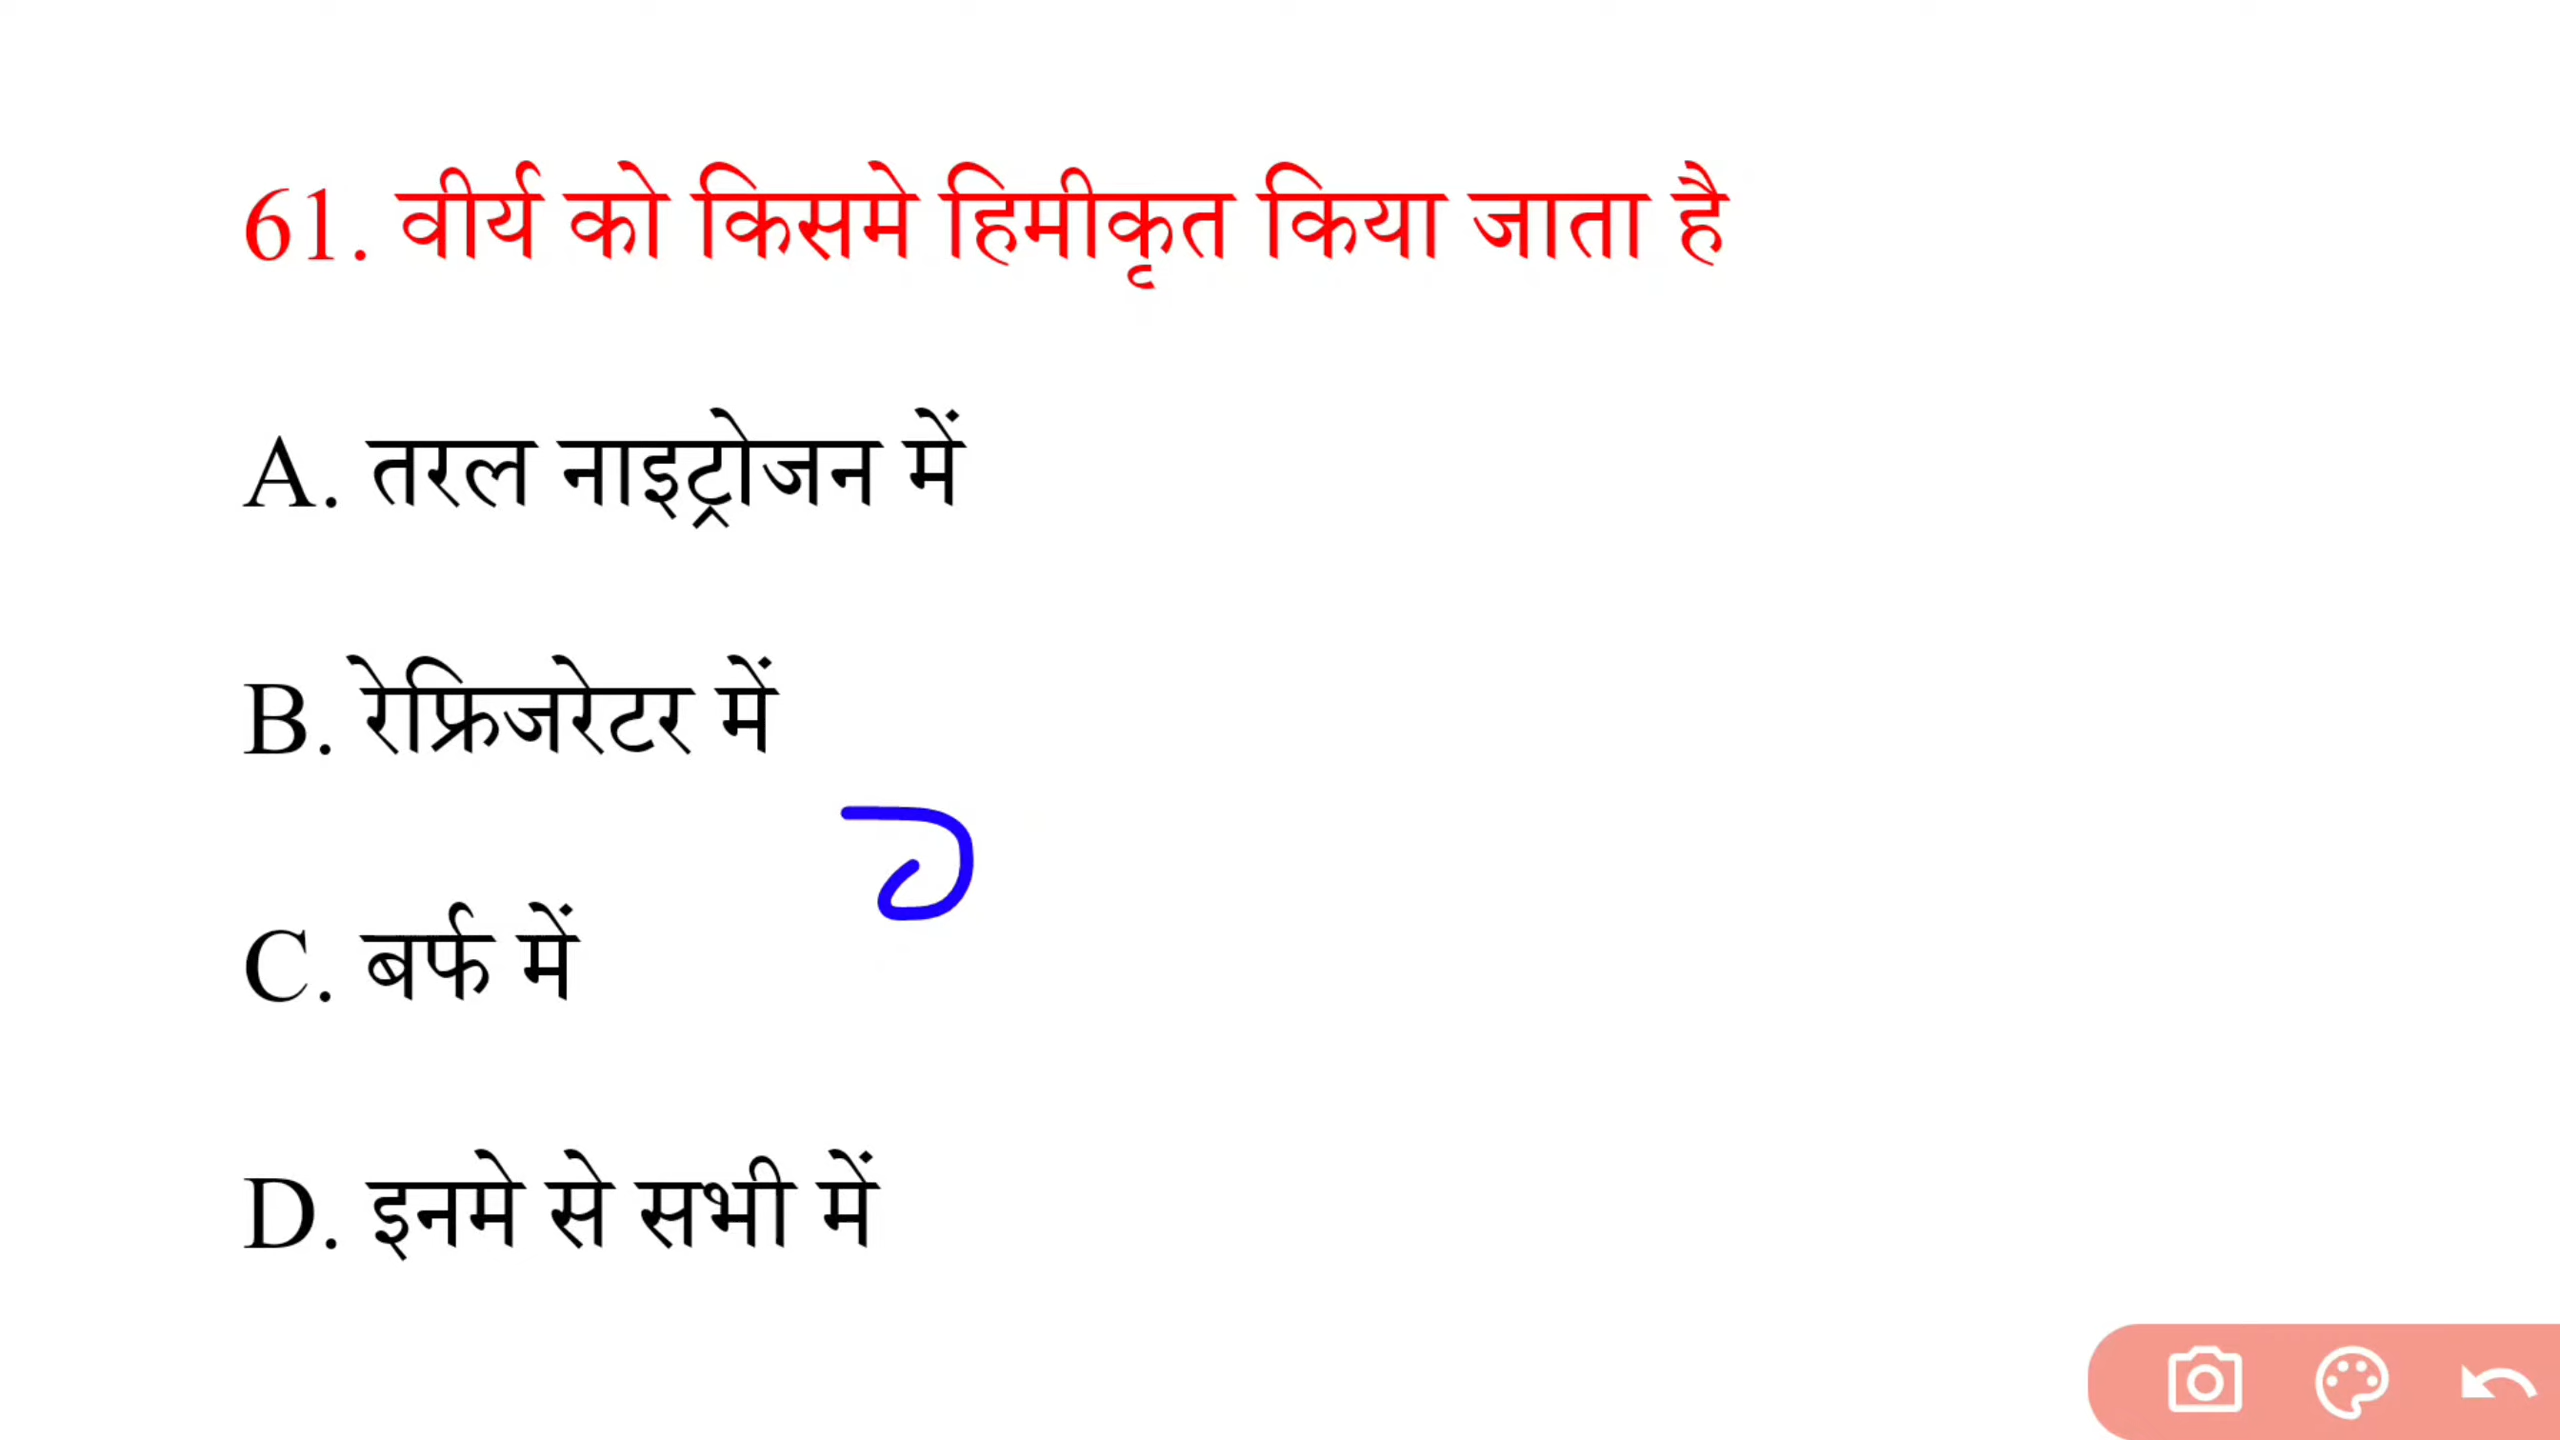 61. वीर्य को किसमे हिमीकृत किया जाता है
A. तरल नाइट्रोजन में
B. रेफ्रिजरेटर में
C. बर्फ में
D. इनमे से सभी में